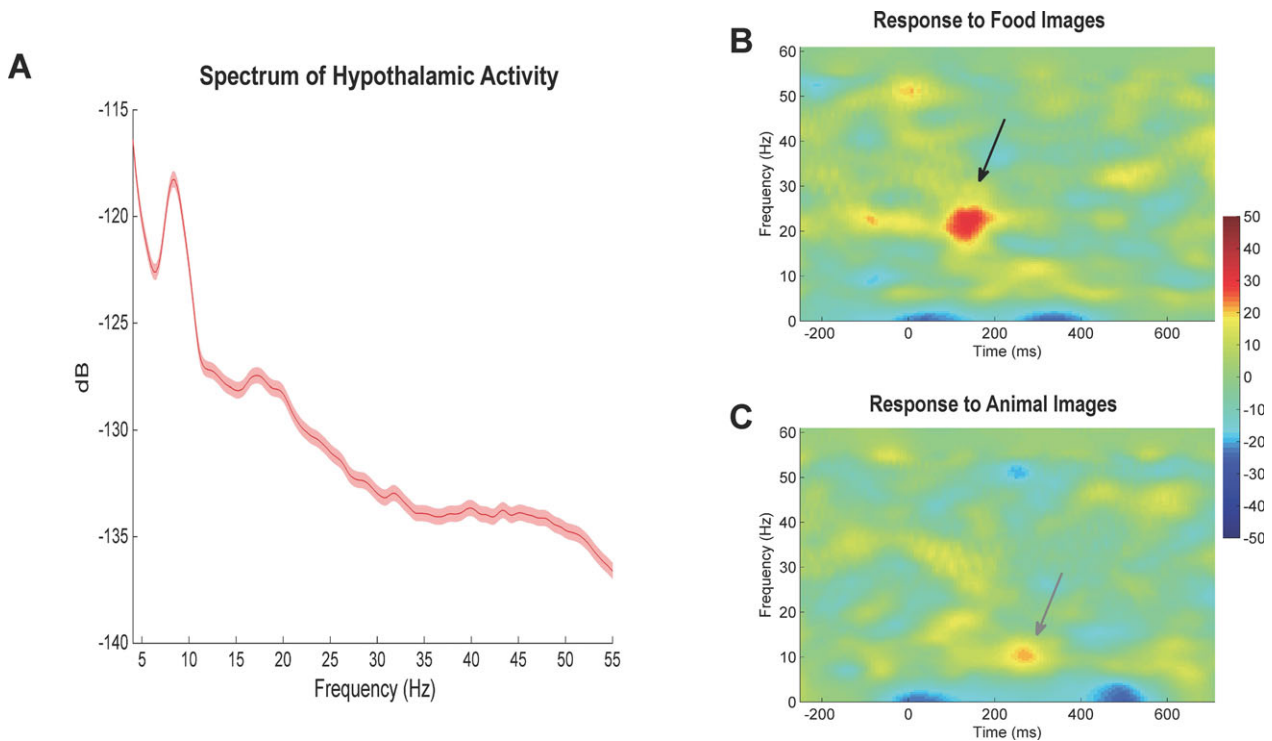 A
Spectrum of Hypothalamic Activity
-115
-120
-125
-130
-135
-140
dB
5 10 15 20 25 30 35 40 45 50 55
Frequency (Hz)
B
Response to Food Images
60
50
40
30
20
10
0
Frequency (Hz)
-200 0 200 400 600
Time (ms)
C
Response to Animal Images
60
50
40
30
20
10
0
Frequency (Hz)
-200 0 200 400 600
Time (ms)
50
40
30
20
10
0
-10
-20
-30
-40
-50